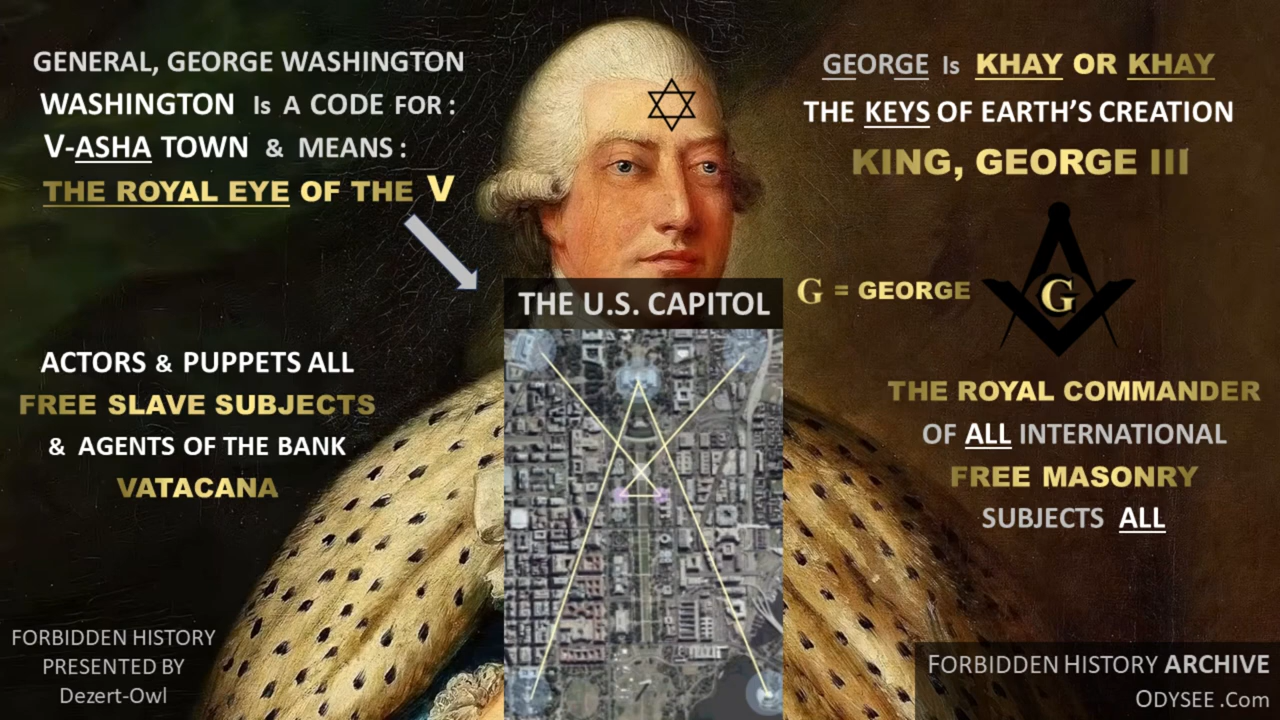 GENERAL, GEORGE WASHINGTON
WASHINGTON Is A CODE FOR :
V-ASHA TOWN & MEANS :
THE ROYAL EYE OF THE V
GEORGE Is KHAY OR KHAY
THE KEYS OF EARTH'S CREATION
KING, GEORGE III
G = GEORGE
G
THE U.S. CAPITOL
ACTORS & PUPPETS ALL
FREE SLAVE SUBJECTS
& AGENTS OF THE BANK
VATACANA
THE ROYAL COMMANDER
OF ALL INTERNATIONAL
FREE MASONRY
SUBJECTS ALL
FORBIDDEN HISTORY
PRESENTED BY
Dezert-Owl
FORBIDDEN HISTORY ARCHIVE
ODYSEE .Com